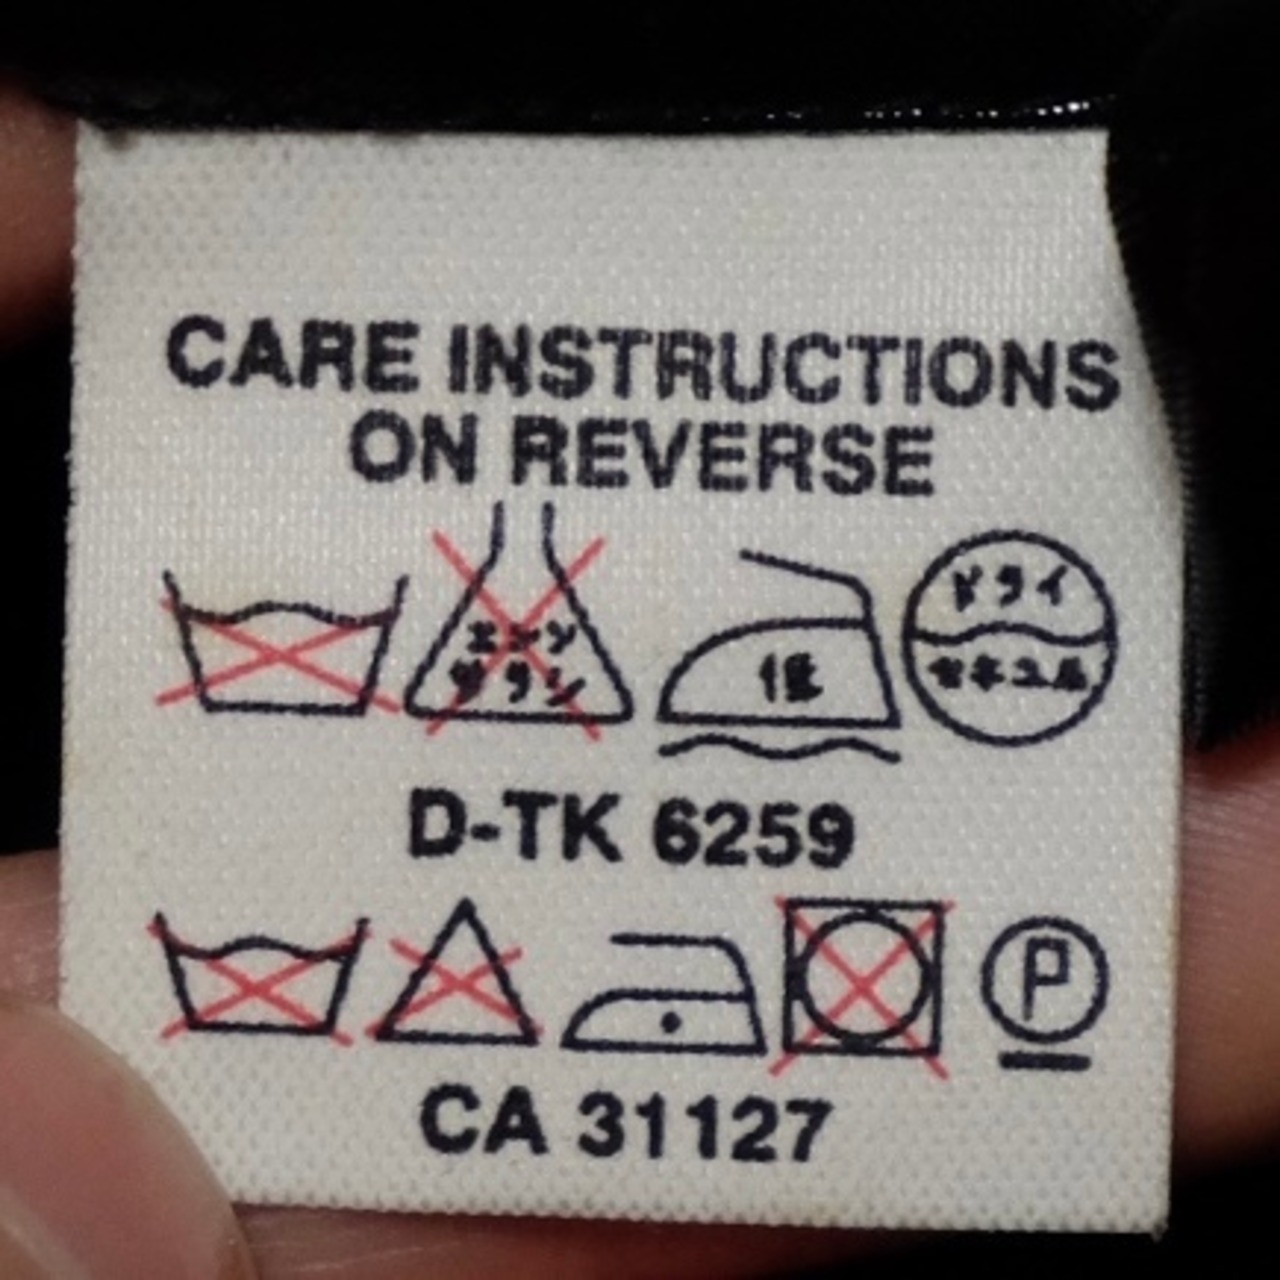 CARE INSTRUCTIONS
ON REVERSE
エンソ
サラシ
低
ドライ
セキユ系
D-TK 6259
P
CA 31127